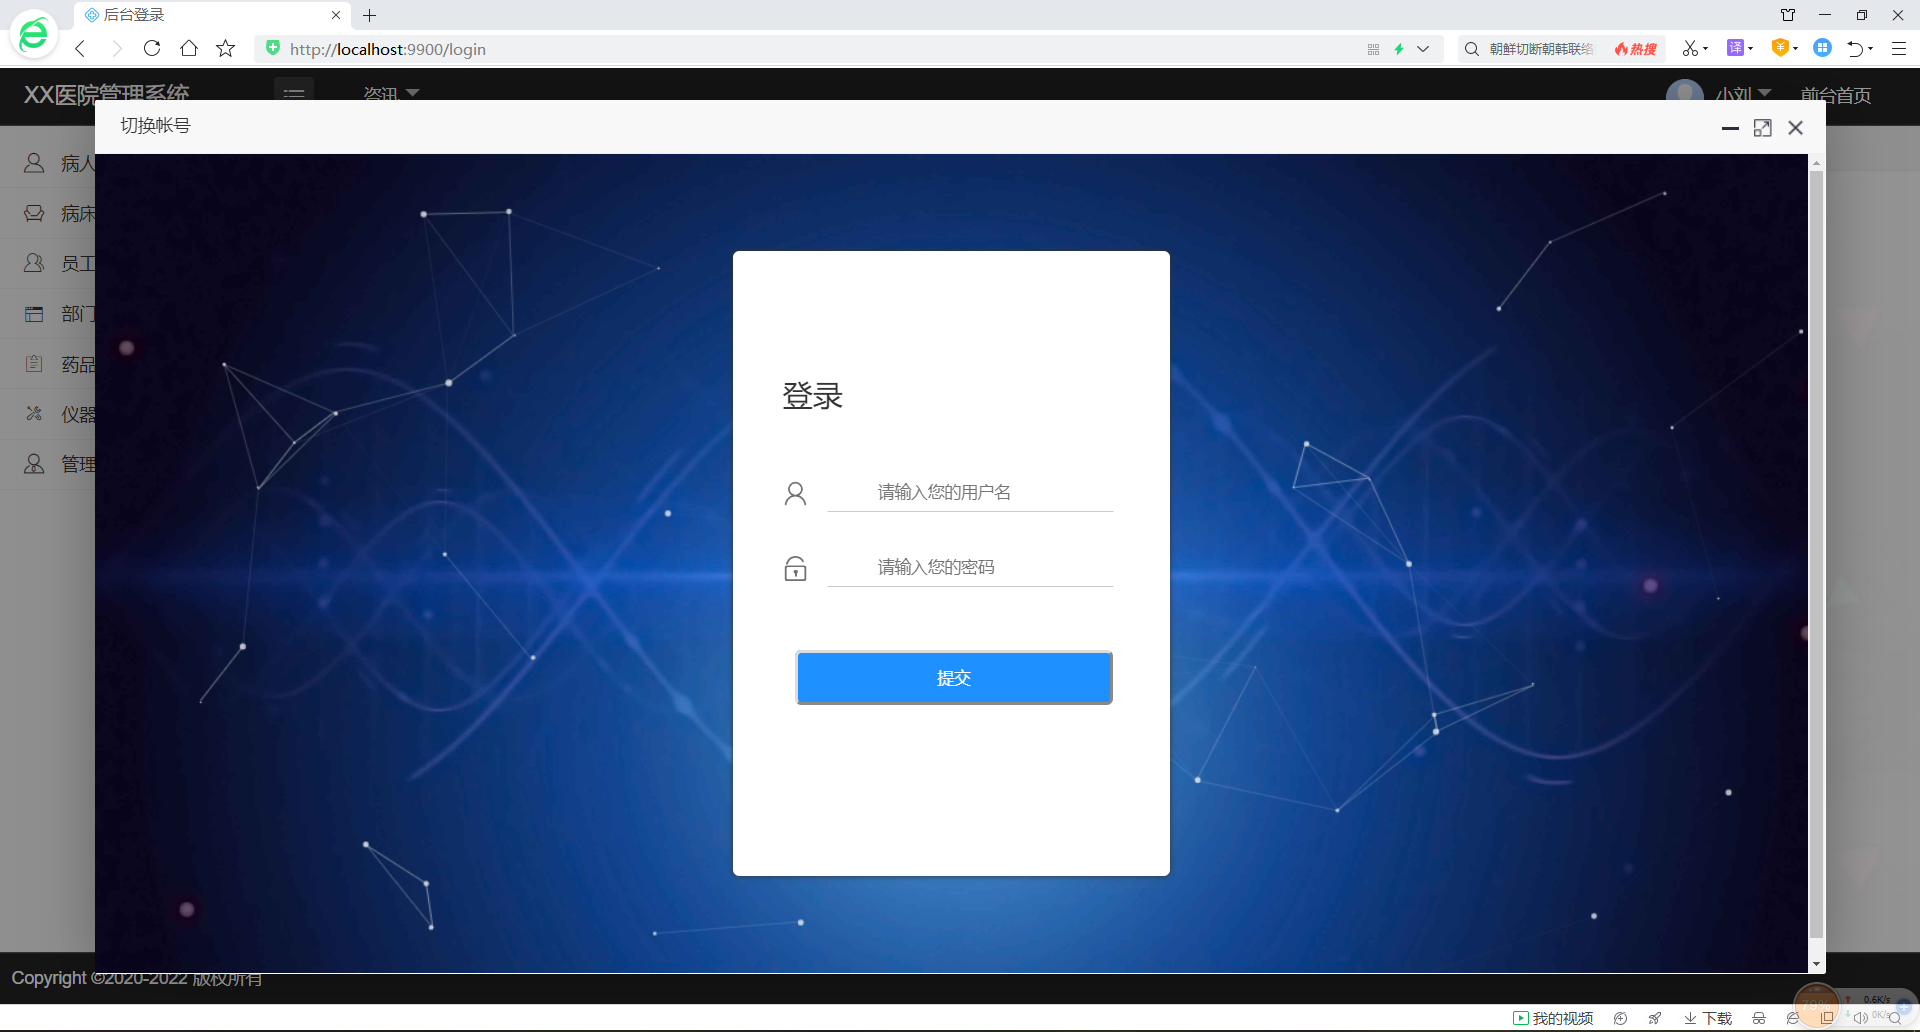 后台登录
http://localhost:9900/login
朝鲜切断朝韩联络
热搜
译
XX医院管理系统
资讯
小刘
前台首页
切换帐号
病人
病床
员工
部门
药品
仪器
管理
登录
请输入您的用户名
请输入您的密码
提交
Copyright ©2020-2022 版权所有
79%
0.6K/s
0K/s
我的视频
下载